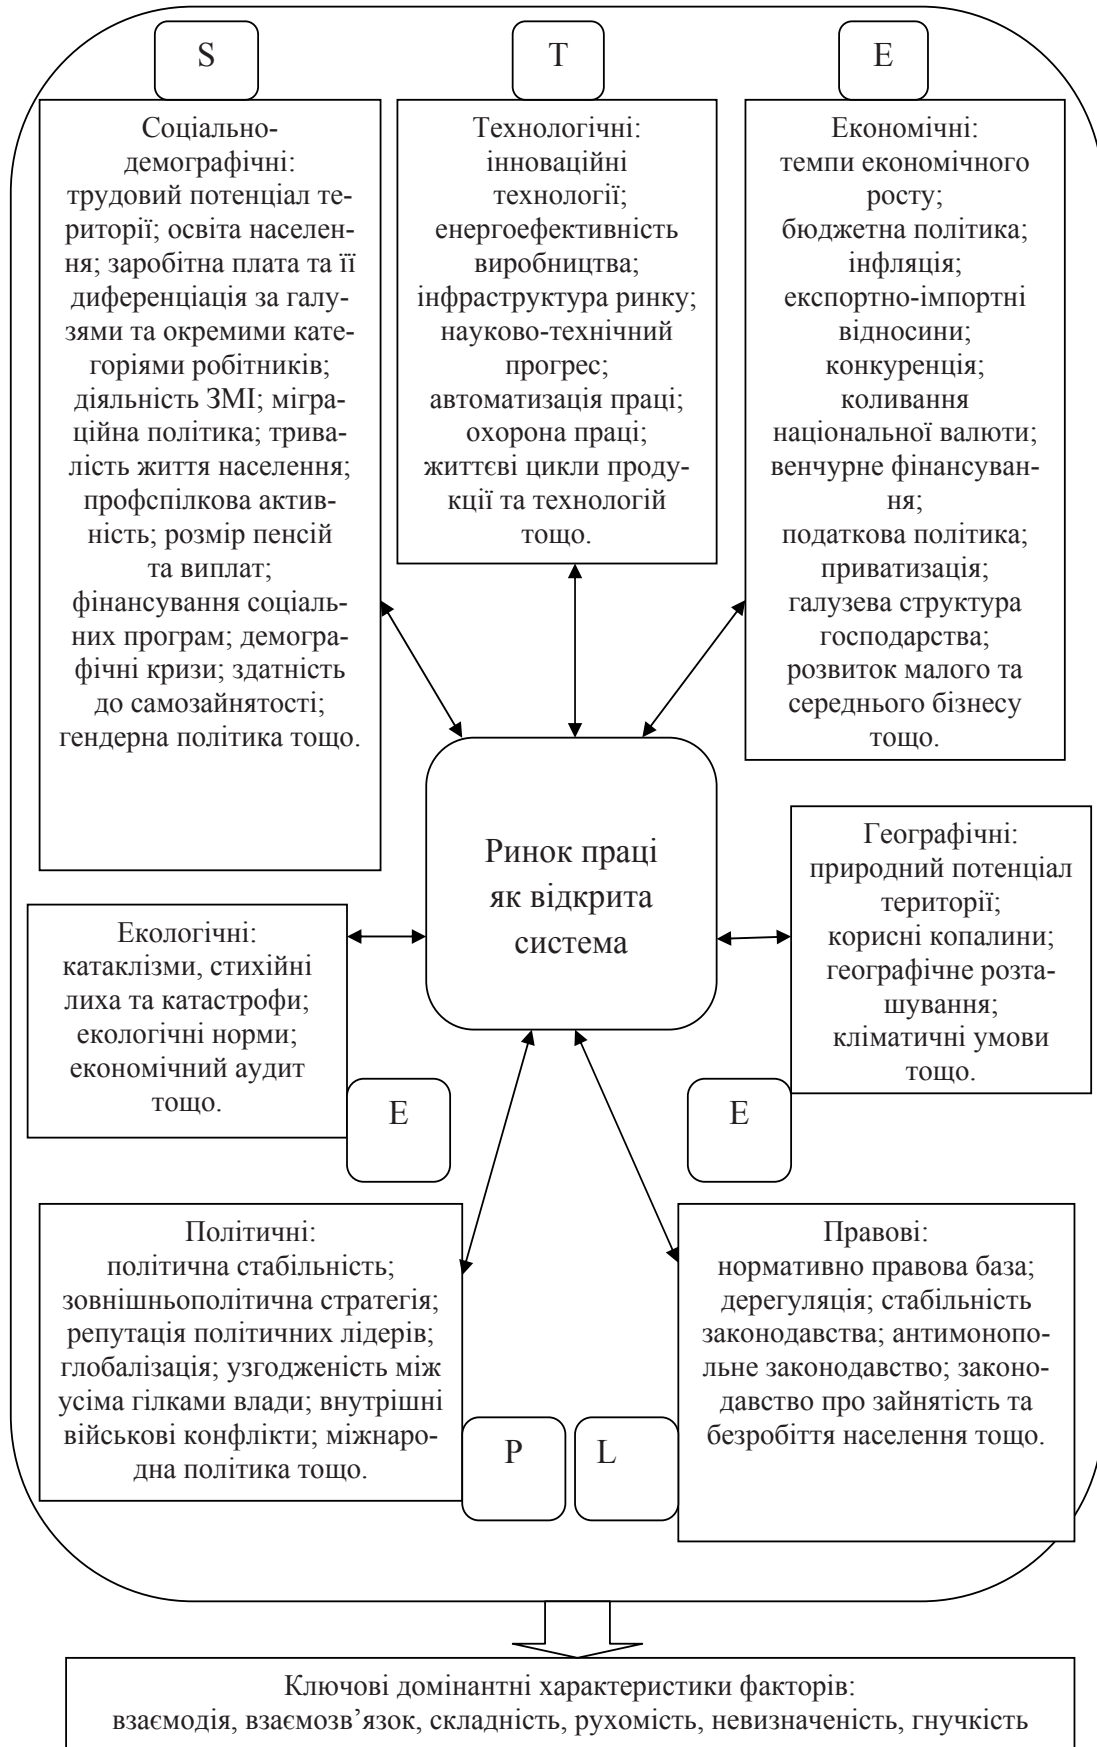 S
Соціально-
демографічні:
трудовий потенціал те-
риторії; освіта населен-
ня; заробітна плата та її
диференціація за галу-
зями та окремими кате-
горіями робітників;
діяльність ЗМІ; міграц-
ційна політика; трива-
лість життя населення;
профспілкова актив-
ність; розмір пенсій
та виплат;
фінансування соціаль-
них програм; демогра-
фічні кризи; здатність
до самозайнятості;
гендерна політика тощо.
T
Технологічні:
інноваційні
технології;
енергоефективність
виробництва;
інфраструктура ринку;
науково-технічний
прогрес;
автоматизація праці;
охорона праці;
життєві цикли проду-
кції та технологій
тощо.
E
Економічні:
темпи економічного
росту;
бюджетна політика;
інфляція;
експортно-імпортні
відносини;
конкуренція;
коливання
національної валюти;
венчурне фінансуван-
ня;
податкова політика;
приватизація;
галузева структура
господарства;
розвиток малого та
середнього бізнесу
тощо.
Ринок праці
як відкрита
система
Екологічні:
катаклізми, стихійні
лиха та катастрофи;
екологічні норми;
економічний аудит
тощо.
E
Географічні:
природний потенціал
території;
корисні копалини;
географічне розта-
шування;
кліматичні умови
тощо.
E
Політичні:
політична стабільність;
зовнішньополітична стратегія;
репутація політичних лідерів;
глобалізація; узгодженість між
усіма гілками влади; внутрішні
військові конфлікти; міжнаро-
дна політика тощо.
P
L
Правові:
нормативно правова база;
дерегуляція; стабільність
законодавства; антимонопо-
льне законодавство; законо-
давство про зайнятість та
безробіття населення тощо.
Ключові домінантні характеристики факторів:
взаємодія, взаємозв’язок, складність, рухомість, невизначеність, гнучкість